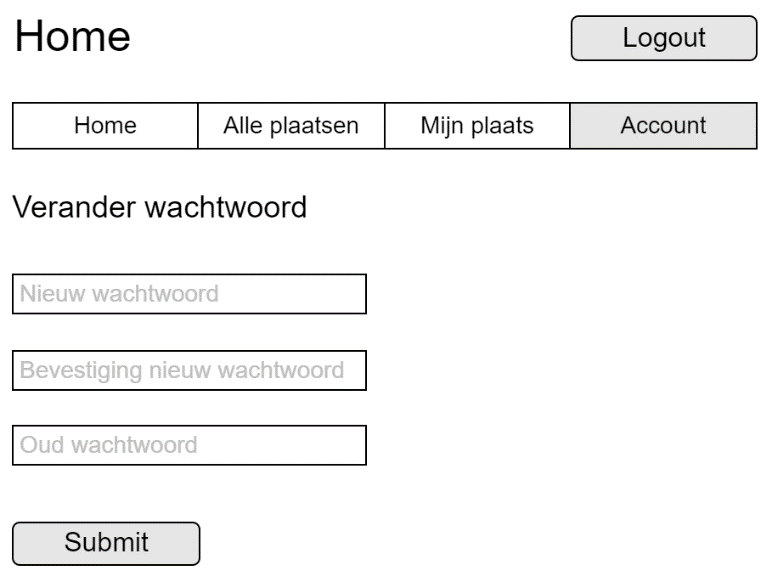 Home
Logout
Home
Alle plaatsen
Mijn plaats
Account
Verander wachtwoord
Nieuw wachtwoord
Bevestiging nieuw wachtwoord
Oud wachtwoord
Submit